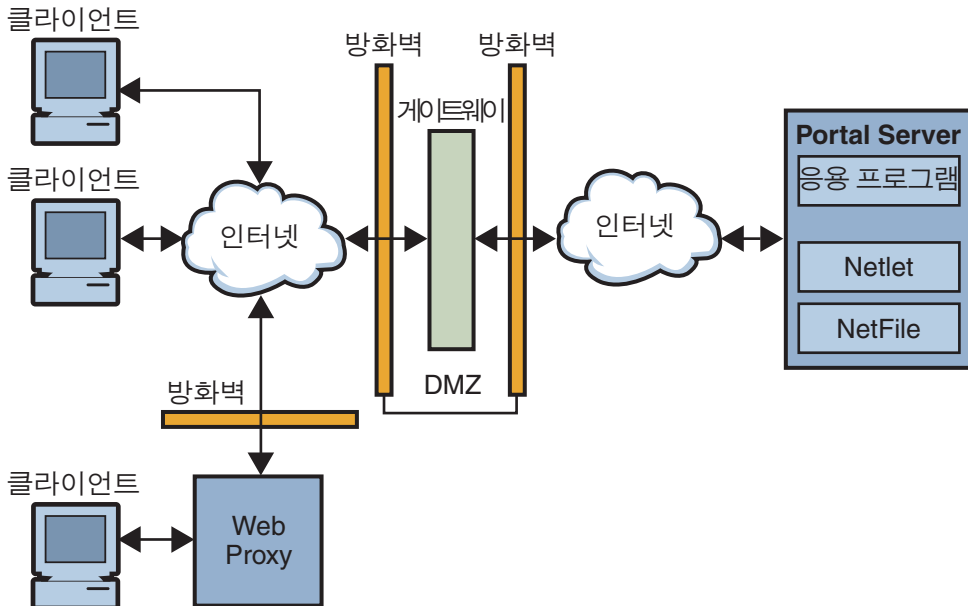 클라이언트
방화벽
방화벽
게이트웨이
Portal Server
응용 프로그램
클라이언트
인터넷
인터넷
Netlet
NetFile
DMZ
방화벽
클라이언트
Web
Proxy